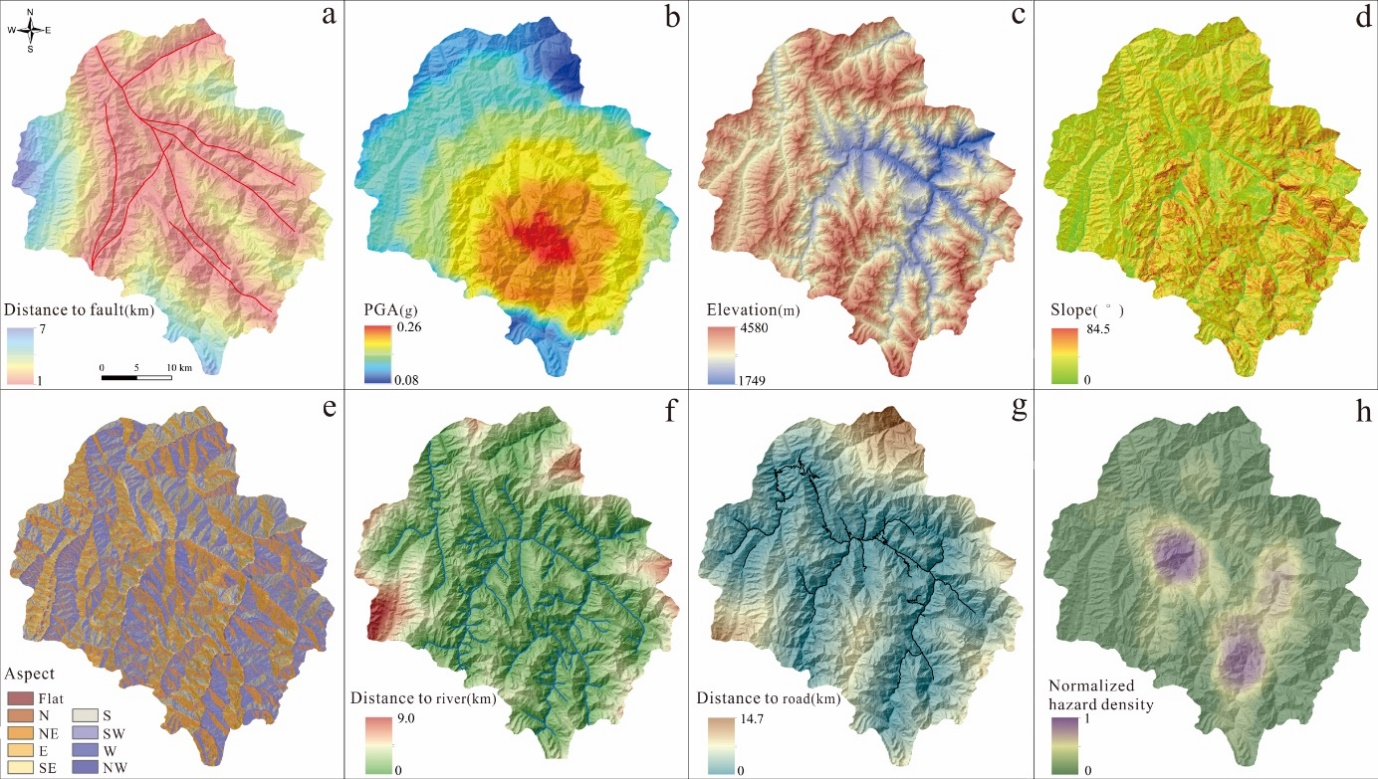 a
N
W E
S
Distance to fault(km)
7
1
0 5 10 km
b
PGA(g)
0.26
0.08
c
Elevation(m)
4580
1749
d
Slope( ° )
84.5
0
e
Aspect
Flat
N S
NE SW
E W
SE NW
f
Distance to river(km)
9.0
0
g
Distance to road(km)
14.7
0
h
Normalized
hazard density
1
0